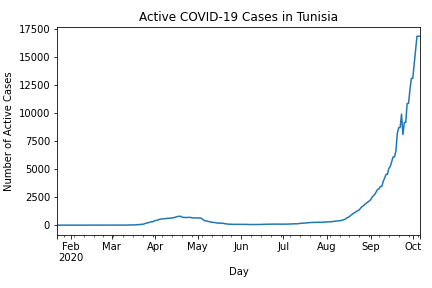 Active COVID-19 Cases in Tunisia
17500
15000
12500
10000
7500
5000
2500
0
Number of Active Cases
Feb Mar Apr May Jun Jul Aug Sep Oct
2020
Day